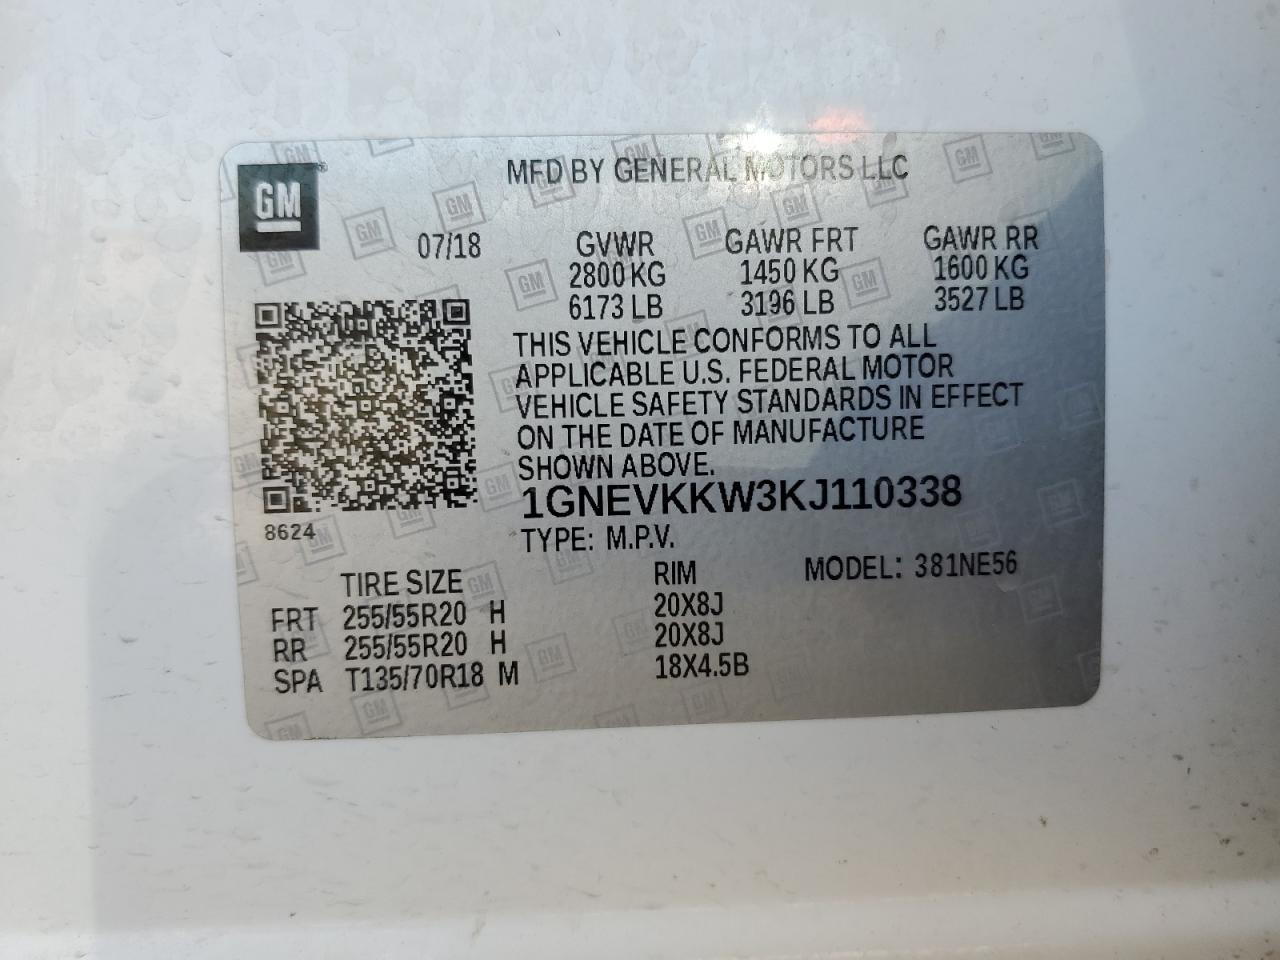 GM®
MFD BY GENERAL MOTORS LLC
07/18 GVWR GAWR FRT GAWR RR
2800 KG 1450 KG 1600 KG
6173 LB 3196 LB 3527 LB
THIS VEHICLE CONFORMS TO ALL
APPLICABLE U.S. FEDERAL MOTOR
VEHICLE SAFETY STANDARDS IN EFFECT
ON THE DATE OF MANUFACTURE
SHOWN ABOVE.
1GNEVKKW3KJ110338
8624
TYPE: M.P.V.
MODEL: 381NE56
TIRE SIZE RIM
FRT 255/55R20 H 20X8J
RR 255/55R20 H 20X8J
SPA T135/70R18 M 18X4.5B